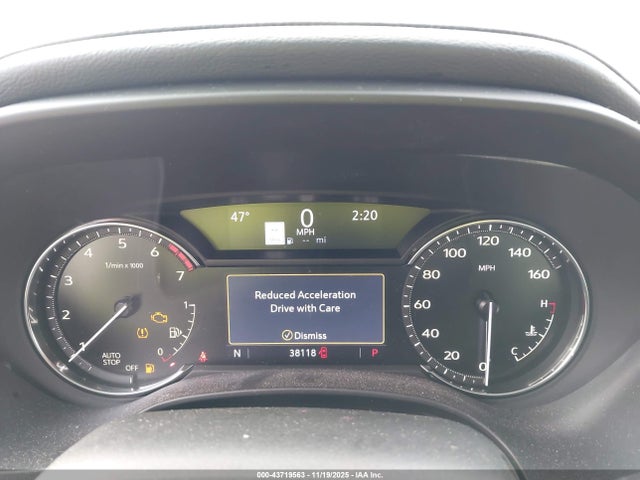 47° 0 2:20
MPH
-- mi
1/min x 1000
1 2 3 4 5 6 7
AUTO
STOP
OFF
1
0
Reduced Acceleration
Drive with Care
Dismiss
N 38118 P
0 20 40 60 80 100 120 140 160
MPH
H
C
000-43719563 - 11/19/2025 - IAA Inc.